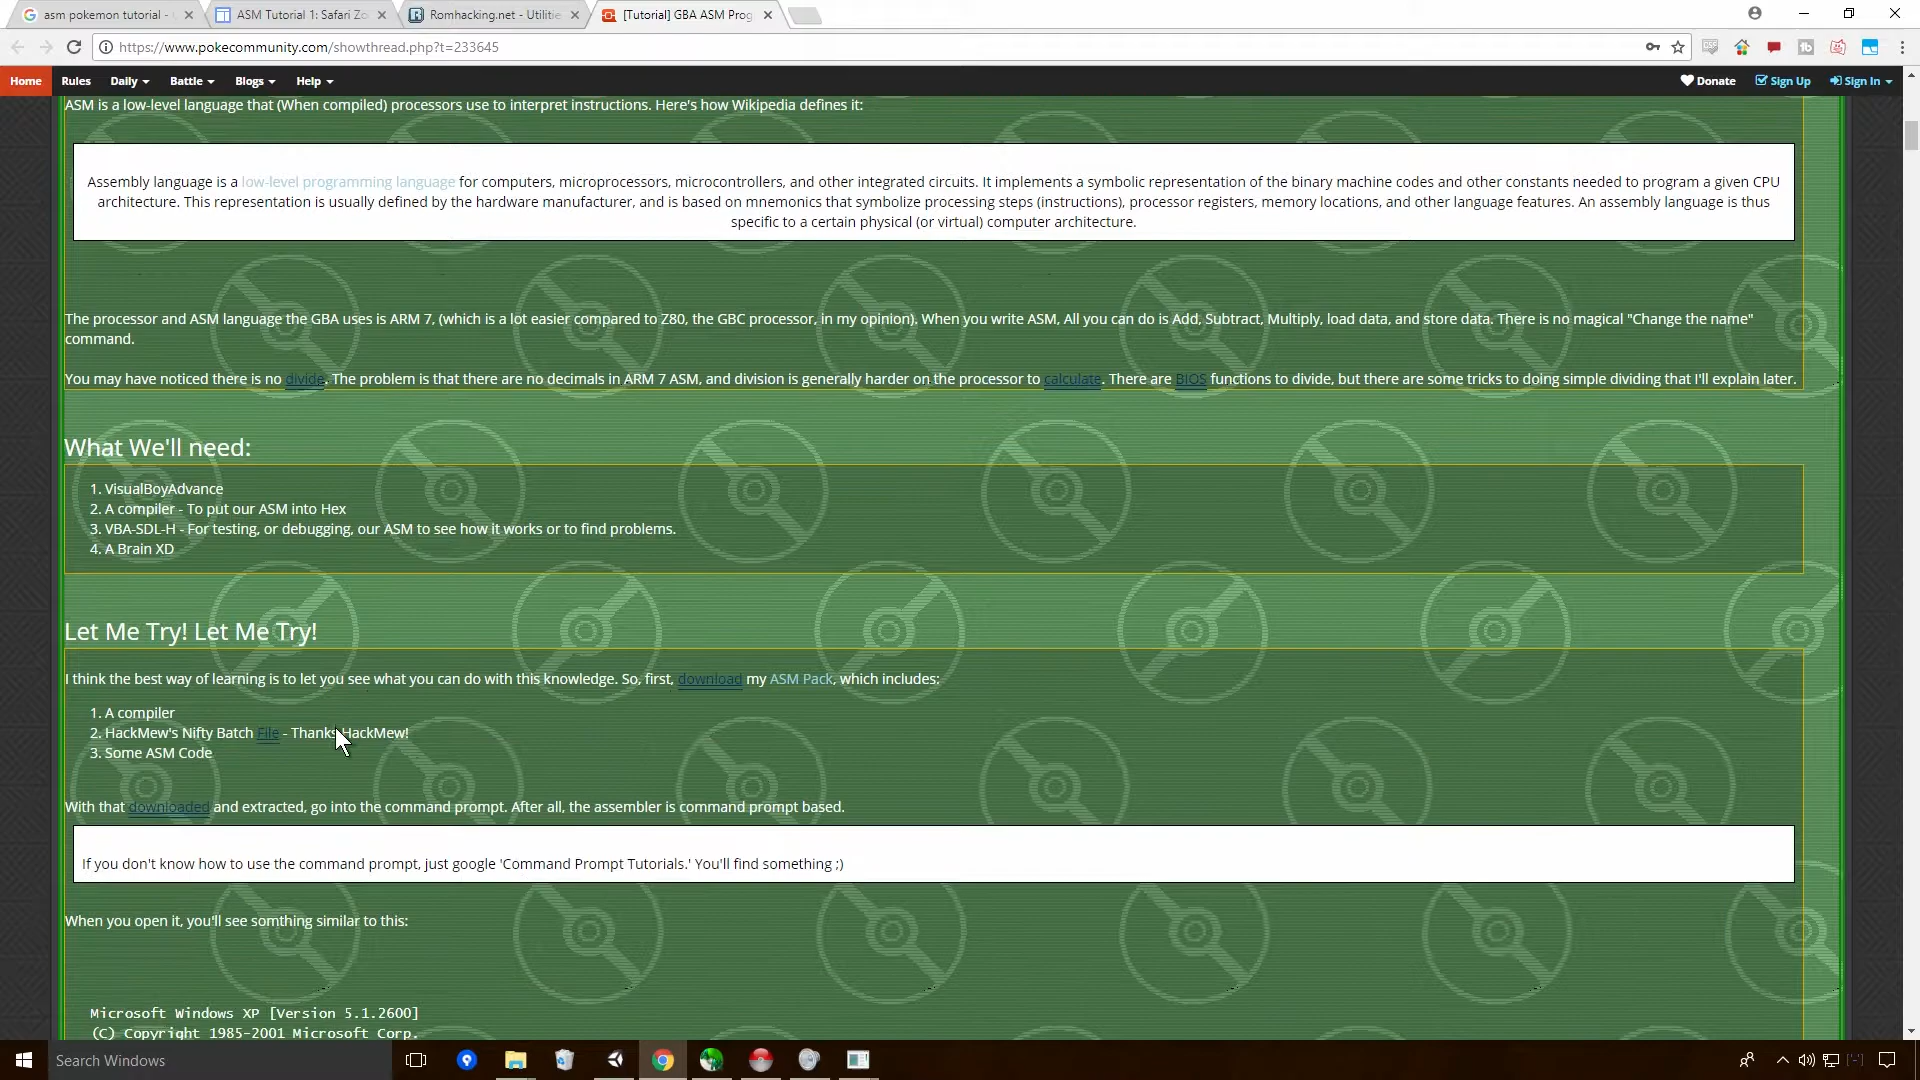 asm pokemon tutorial -
ASM Tutorial 1: Safari Zo
Romhacking.net - Utilitie
[Tutorial] GBA ASM Prog
https://www.pokecommunity.com/showthread.php?t=233645
Home Rules Daily Battle Blogs Help Donate Sign Up Sign In
ASM is a low-level language that (When compiled) processors use to interpret instructions. Here's how Wikipedia defines it:
Assembly language is a low-level programming language for computers, microprocessors, microcontrollers, and other integrated circuits. It implements a symbolic representation of the binary machine codes and other constants needed to program a given CPU
architecture. This representation is usually defined by the hardware manufacturer, and is based on mnemonics that symbolize processing steps (instructions), processor registers, memory locations, and other language features. An assembly language is thus
specific to a certain physical (or virtual) computer architecture.
The processor and ASM language the GBA uses is ARM 7, (which is a lot easier compared to Z80, the GBC processor, in my opinion). When you write ASM, All you can do is Add, Subtract, Multiply, load data, and store data. There is no magical "Change the name"
command.
You may have noticed there is no divide. The problem is that there are no decimals in ARM 7 ASM, and division is generally harder on the processor to calculate. There are BIOS functions to divide, but there are some tricks to doing simple dividing that I'll explain later.
What We'll need:
1. VisualBoyAdvance
2. A compiler - To put our ASM into Hex
3. VBA-SDL-H - For testing, or debugging, our ASM to see how it works or to find problems.
4. A Brain XD
Let Me Try! Let Me Try!
I think the best way of learning is to let you see what you can do with this knowledge. So, first, download my ASM Pack, which includes:
1. A compiler
2. HackMew's Nifty Batch File - Thanks HackMew!
3. Some ASM Code
With that downloaded and extracted, go into the command prompt. After all, the assembler is command prompt based.
If you don't know how to use the command prompt, just google 'Command Prompt Tutorials.' You'll find something ;)
When you open it, you'll see somthing similar to this:
Microsoft Windows XP [Version 5.1.2600]
(C) Copyright 1985-2001 Microsoft Corp.
Search Windows